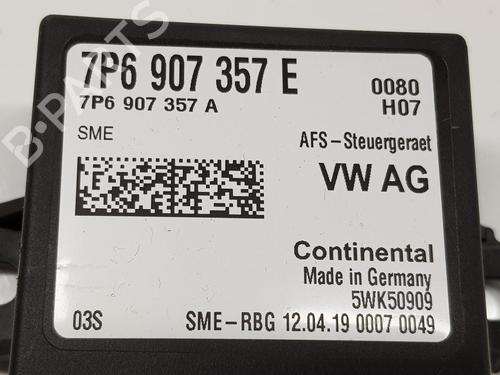 7P6 907 357 E
7P6 907 357 A
0080
H07
SME
AFS-Steuergeraet
VW AG
Continental
Made in Germany
5WK50909
03S
SME-RBG 12.04.19 0007 0049
B-PARTS